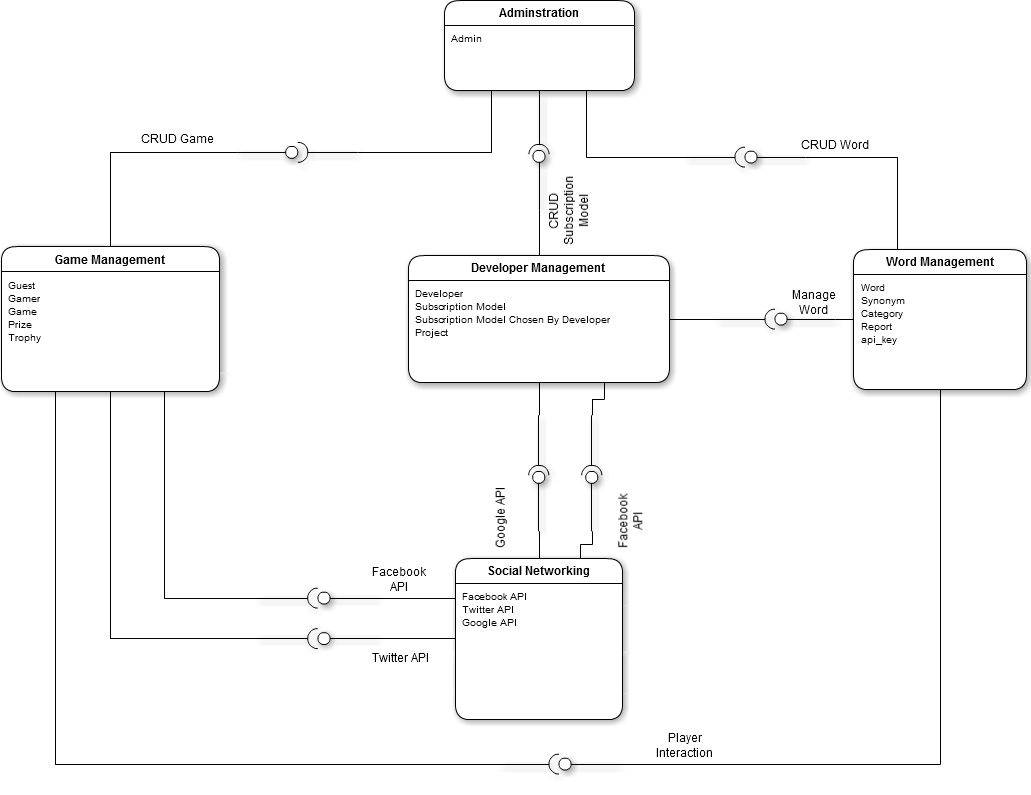 Adminstration
Admin
CRUD Game
CRUD Word
CRUD
Subscription
Model
Game Management
Guest
Gamer
Game
Prize
Trophy
Developer Management
Developer
Subscription Model
Subscription Model Chosen By Developer
Project
Manage
Word
Word Management
Word
Synonym
Category
Report
api_key
Google API
Facebook
API
Facebook
API
Twitter API
Social Networking
Facebook API
Twitter API
Google API
Player
Interaction